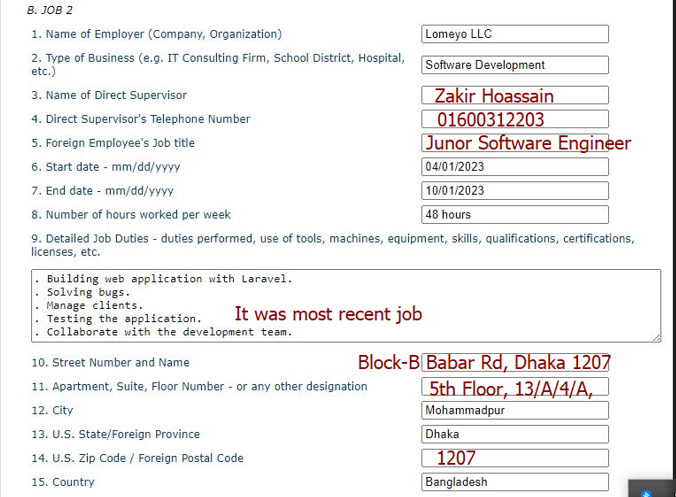 B. JOB 2
1. Name of Employer (Company, Organization) Lomeyo LLC
2. Type of Business (e.g. IT Consulting Firm, School District, Hospital,
etc.) Software Development
3. Name of Direct Supervisor Zakir Hoassain
4. Direct Supervisor's Telephone Number 01600312203
5. Foreign Employee's Job title Junor Software Engineer
6. Start date - mm/dd/yyyy 04/01/2023
7. End date - mm/dd/yyyy 10/01/2023
8. Number of hours worked per week 48 hours
9. Detailed Job Duties - duties performed, use of tools, machines, equipment, skills, qualifications, certifications,
licenses, etc.
. Building web application with Laravel.
. Solving bugs.
. Manage clients.
. Testing the application. It was most recent job
. Collaborate with the development team.
10. Street Number and Name Block-B Babar Rd, Dhaka 1207
11. Apartment, Suite, Floor Number - or any other designation 5th Floor, 13/A/4/A,
12. City Mohammadpur
13. U.S. State/Foreign Province Dhaka
14. U.S. Zip Code / Foreign Postal Code 1207
15. Country Bangladesh